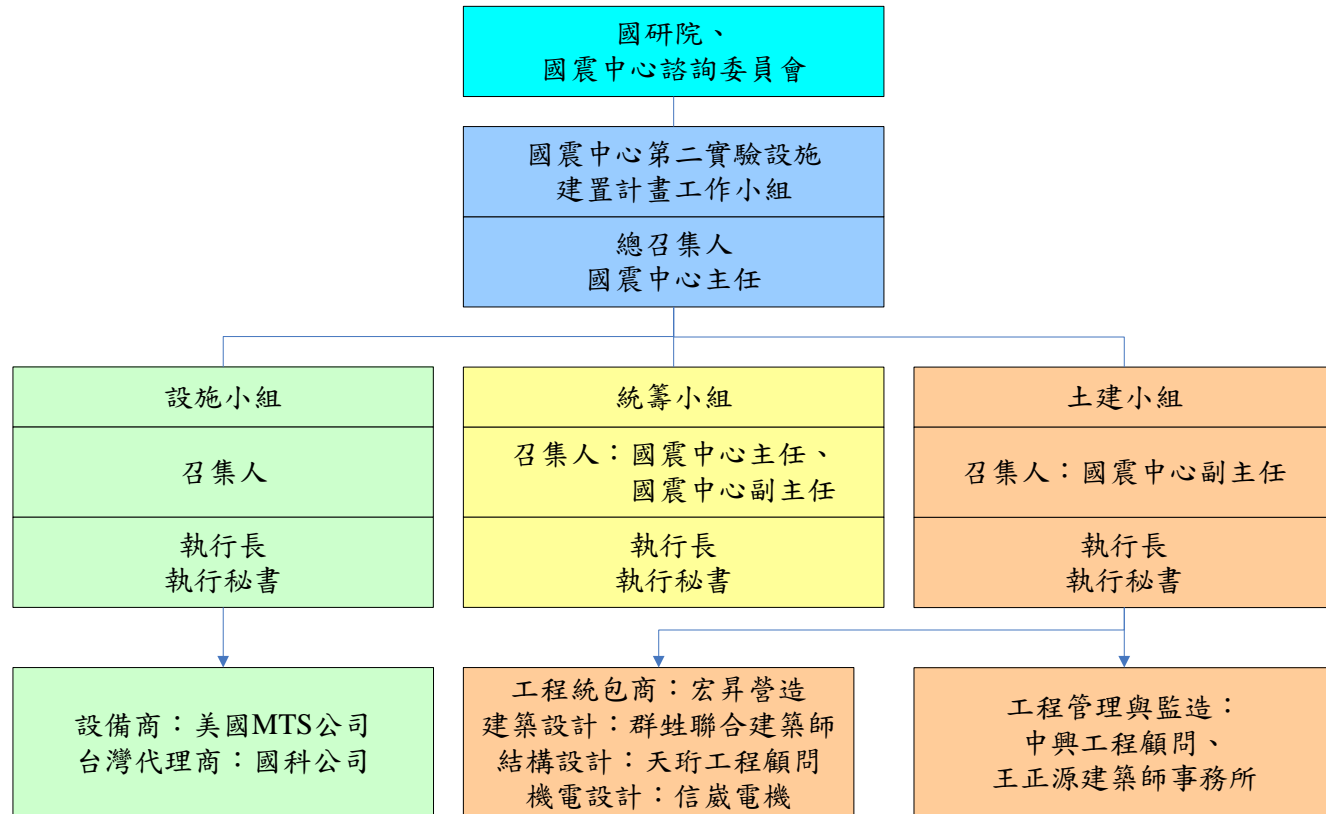 國研院、
國震中心諮詢委員會
國震中心第二實驗設施
建置計畫工作小組
總召集人
國震中心主任
設施小組
召集人
執行長
執行秘書
統籌小組
召集人：國震中心主任、
國震中心副主任
執行長
執行秘書
土建小組
召集人：國震中心副主任
執行長
執行秘書
設備商：美國MTS公司
台灣代理商：國科公司
工程統包商：宏昇營造
建築設計：群甡聯合建築師
結構設計：天珩工程顧問
機電設計：信崴電機
工程管理與監造：
中興工程顧問、
王正源建築師事務所